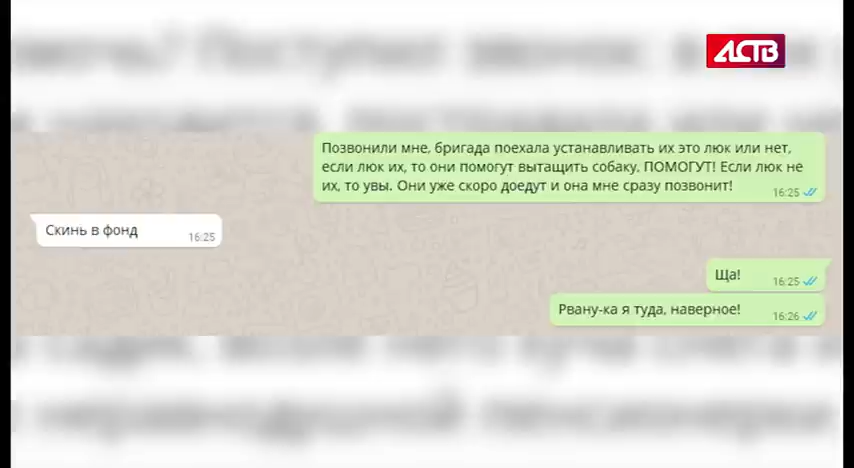 АСТВ
Позвонили мне, бригада поехала устанавливать их это люк или нет,
если люк их, то они помогут вытащить собаку. ПОМОГУТ! Если люк не
их, то увы. Они уже скоро доедут и она мне сразу позвонит!
16:25
Скинь в фонд
16:25
Ща!
16:25
Рвану-ка я туда, наверное!
16:26
неравнодушной пенсионерки